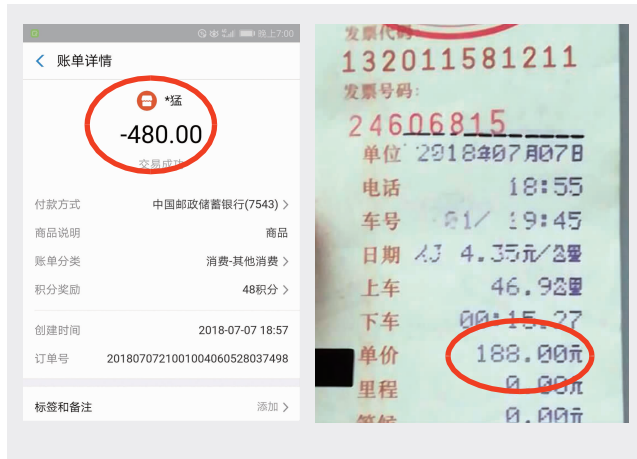 晚上7:00
账单详情
*猛
-480.00
交易成功
付款方式 中国邮政储蓄银行(7543)
商品说明 商品
账单分类 消费-其他消费
积分奖励 48积分
创建时间 2018-07-07 18:57
订单号 20180707210010040605280374​98
标签和备注 添加
发票代码
132011581211
发票号码:
24606815
单位 2018年07月07日
电话 18:55
车号 19:45
日期 4.35元/公里
上车 46.9公里
下车 00:15.27
单价 188.00元
里程 0.00元
等候 0.00元